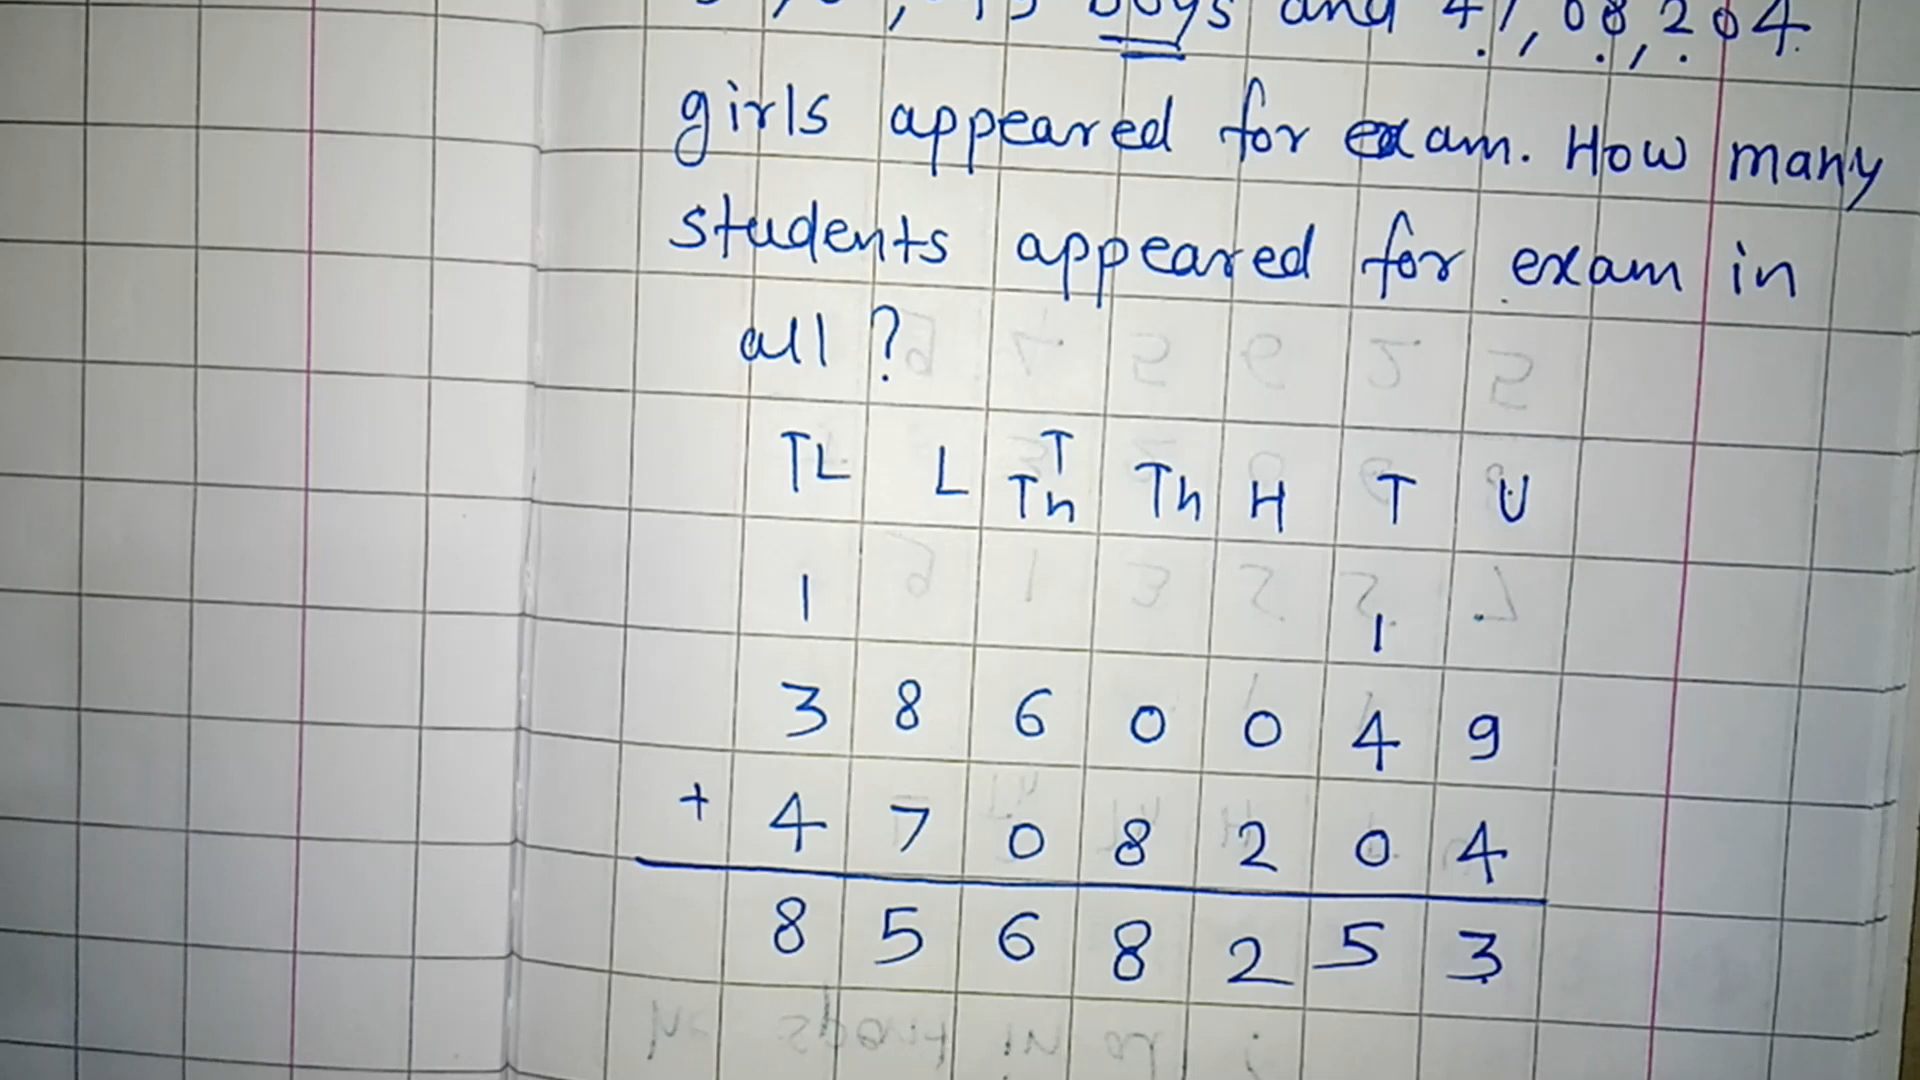 boys and 47,08,204
girls appeared for exam. How many
students appeared for exam in
all ?
TL L T Th Th H T U
1 1
3 8 6 0 0 4 9
+ 4 7 0 8 2 0 4
8 5 6 8 2 5 3